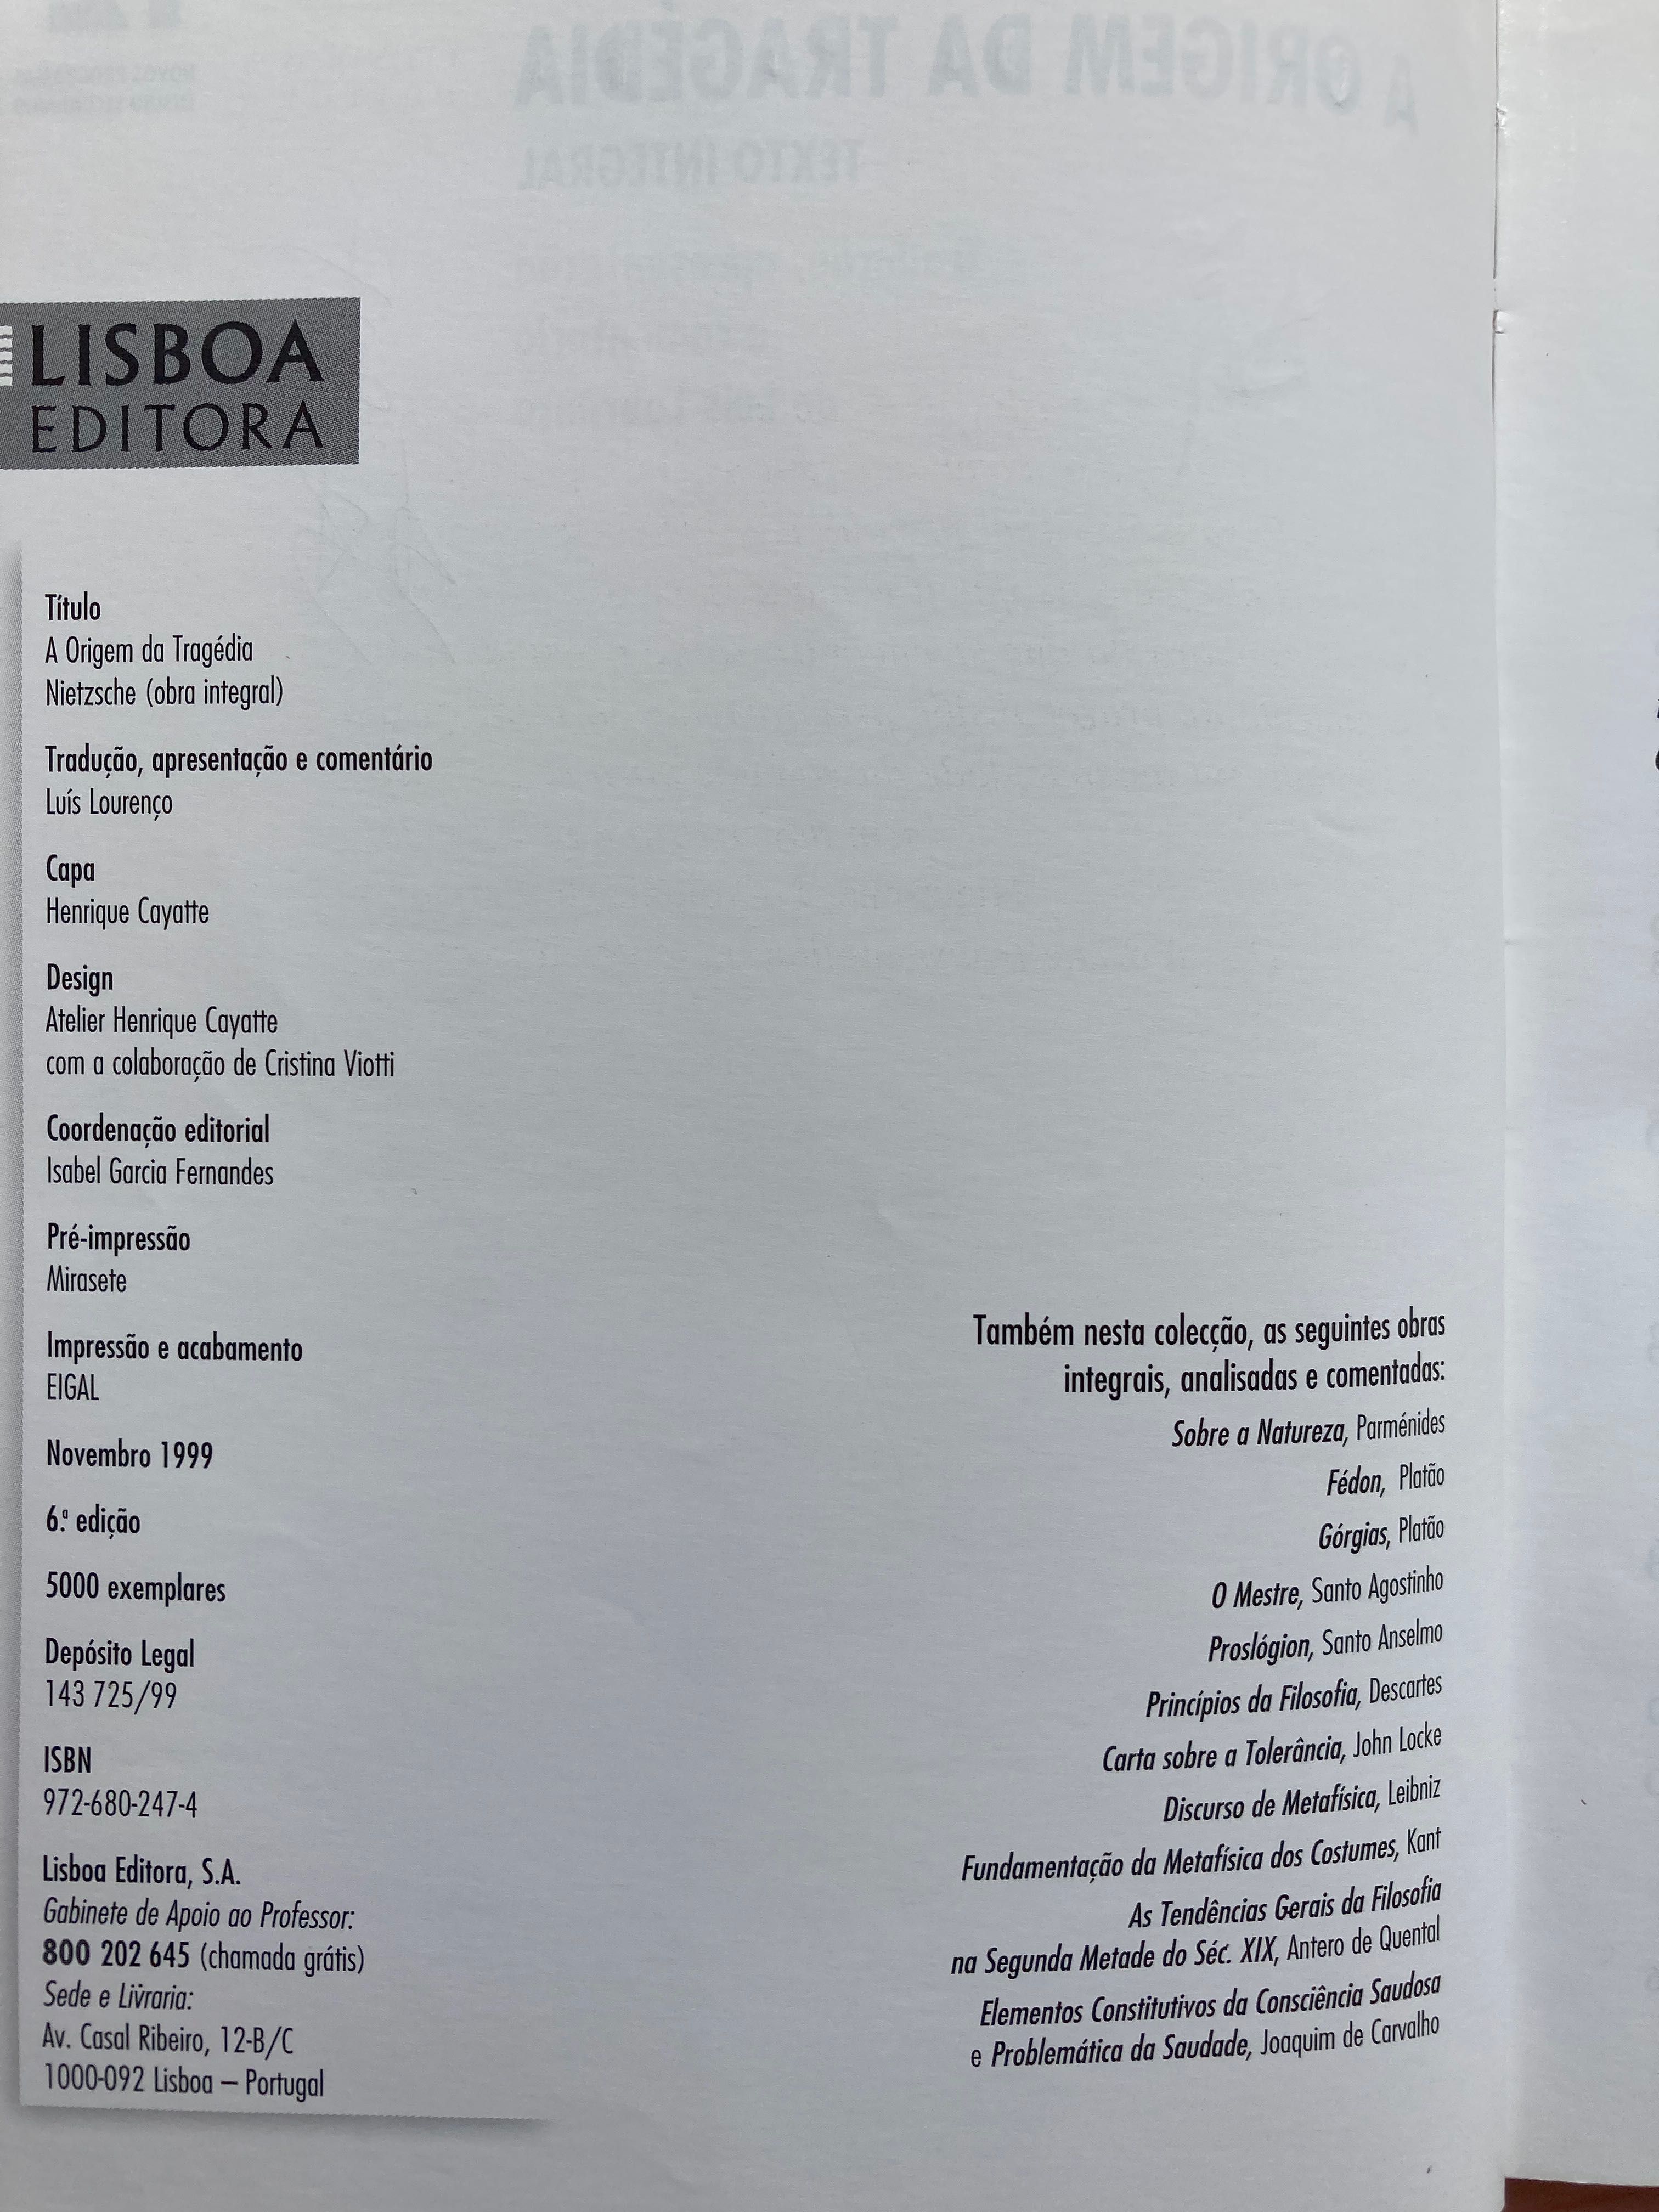 A ORIGEM DA TRAGÉDIA
TEXTO INTEGRAL
LISBOA
EDITORA
Título
A Origem da Tragédia
Nietzsche (obra integral)
Tradução, apresentação e comentário
Luís Lourenço
Capa
Henrique Cayatte
Design
Atelier Henrique Cayatte
com a colaboração de Cristina Viotti
Coordenação editorial
Isabel Garcia Fernandes
Pré-impressão
Mirasete
Impressão e acabamento
EIGAL
Novembro 1999
6.ª edição
5000 exemplares
Depósito Legal
143 725/99
ISBN
972-680-247-4
Lisboa Editora, S.A.
Gabinete de Apoio ao Professor:
800 202 645 (chamada grátis)
Sede e Livraria:
Av. Casal Ribeiro, 12-B/C
1000-092 Lisboa – Portugal
Também nesta colecção, as seguintes obras
integrais, analisadas e comentadas:
Sobre a Natureza, Parménides
Fédon, Platão
Górgias, Platão
O Mestre, Santo Agostinho
Proslógion, Santo Anselmo
Princípios da Filosofia, Descartes
Carta sobre a Tolerância, John Locke
Discurso de Metafísica, Leibniz
Fundamentação da Metafísica dos Costumes, Kant
As Tendências Gerais da Filosofia
na Segunda Metade do Séc. XIX, Antero de Quental
Elementos Constitutivos da Consciência Saudosa
e Problemática da Saudade, Joaquim de Carvalho